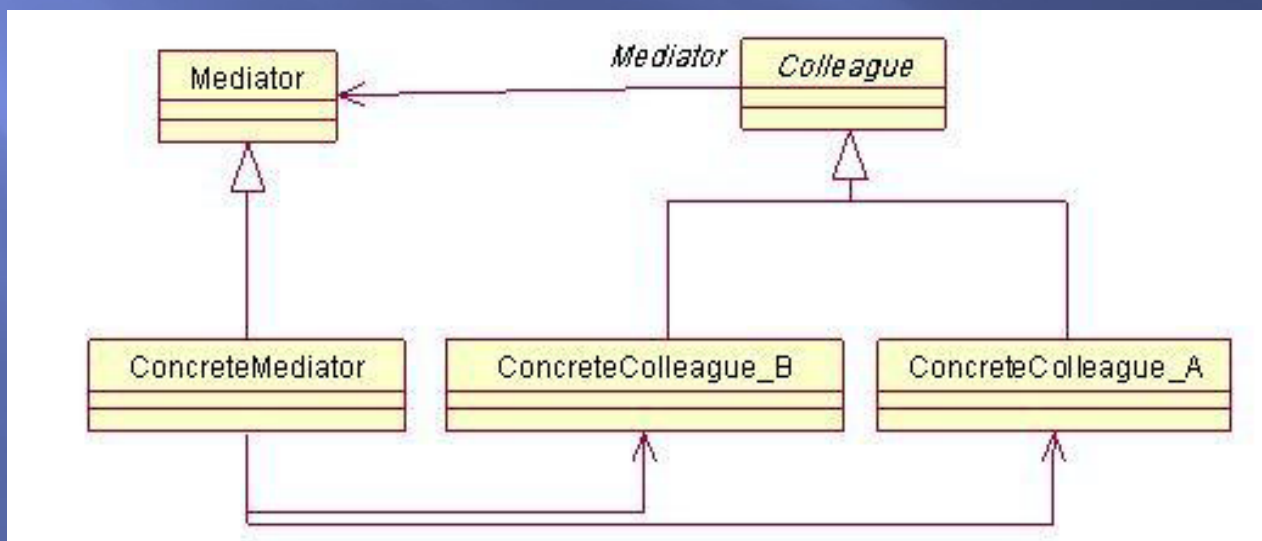 Mediator
Mediator
Colleague
ConcreteMediator
ConcreteColleague_B
ConcreteColleague_A